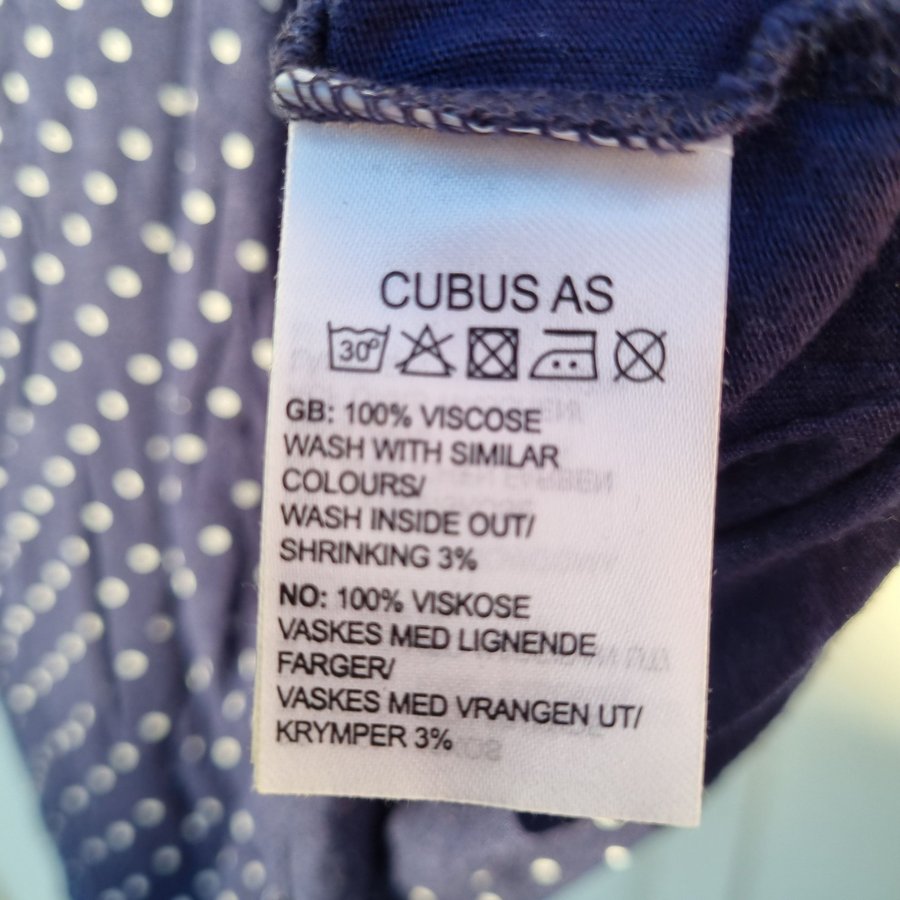 CUBUS AS
30°
GB: 100% VISCOSE
WASH WITH SIMILAR
COLOURS/
WASH INSIDE OUT/
SHRINKING 3%
NO: 100% VISKOSE
VASKES MED LIGNENDE
FARGER/
VASKES MED VRANGEN UT/
KRYMPER 3%